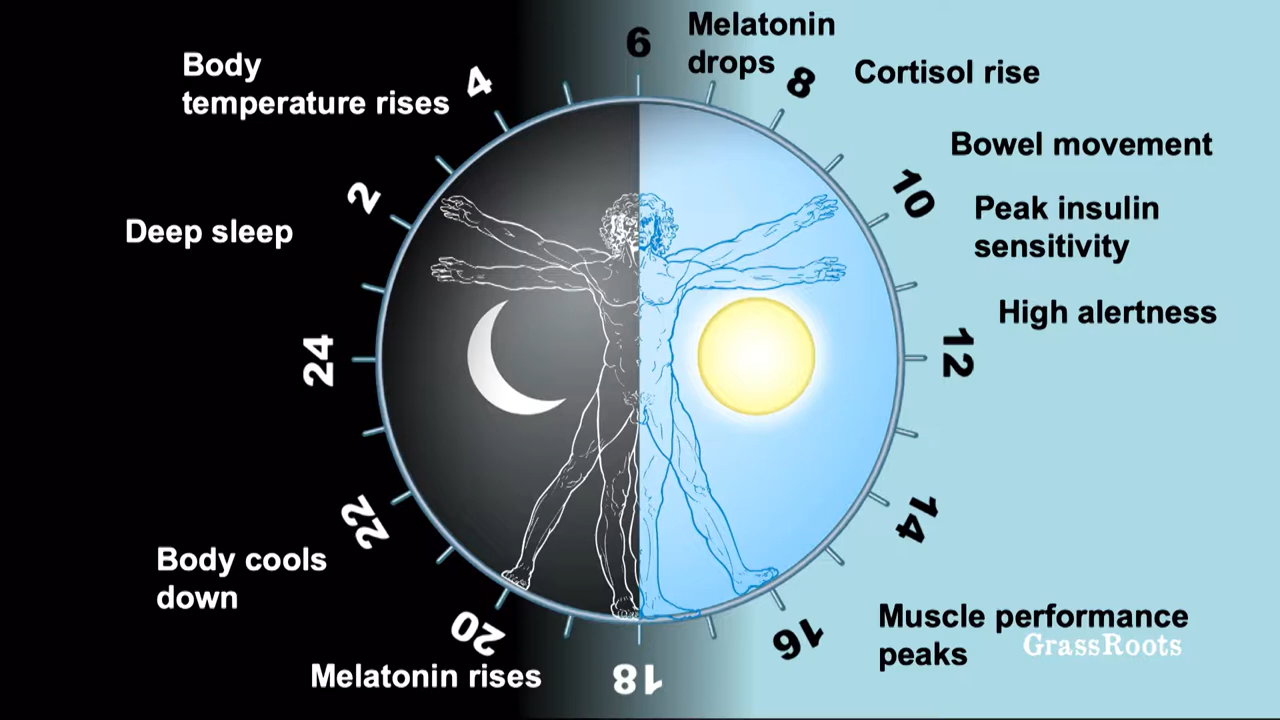 6
Melatonin
drops
8
Cortisol rise
Bowel movement
10
Peak insulin
sensitivity
High alertness
12
14
16
Muscle performance
peaks
GrassRoots
18
Melatonin rises
20
Body cools
down
22
24
Deep sleep
2
Body
temperature rises
4